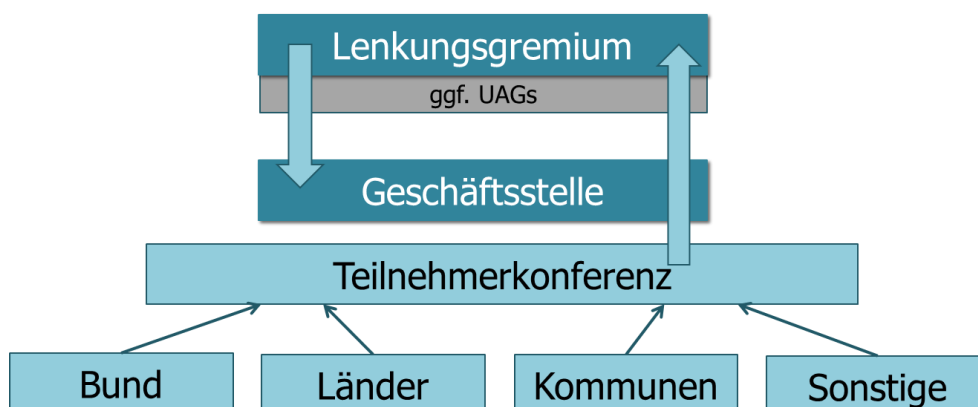 Lenkungsgremium
ggf. UAGs
Geschäftsstelle
Teilnehmerkonferenz
Bund
Länder
Kommunen
Sonstige